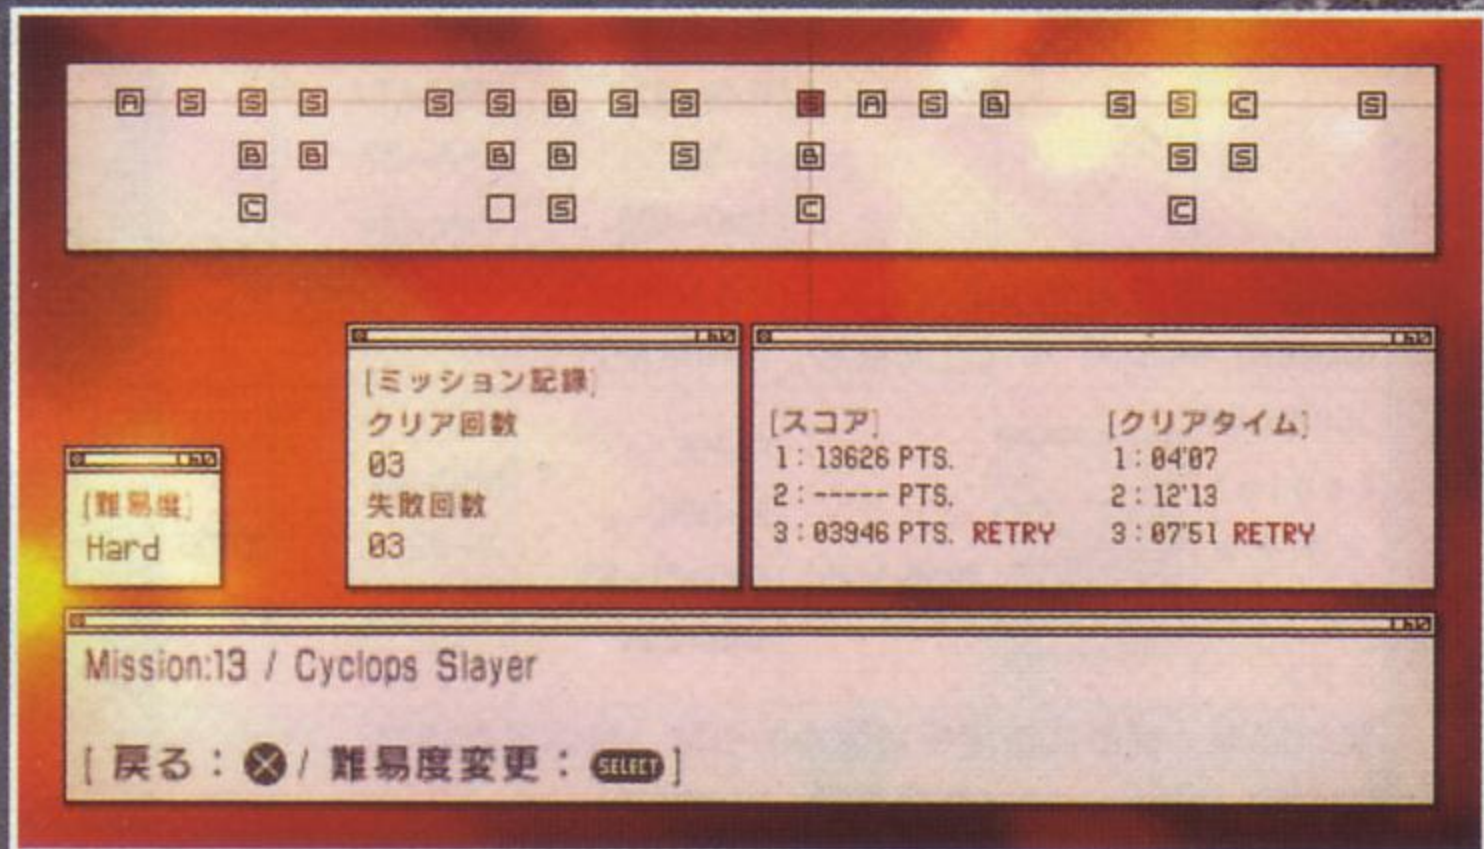 A S S S S S B S S S A S B S S C S
B B B B S B S S
C S C C
[ミッション記録]
クリア回数
03
失敗回数
03
[難易度]
Hard
[スコア]
1:13626 PTS.
2:----- PTS.
3:03946 PTS. RETRY
[クリアタイム]
1:04'07
2:12'13
3:07'51 RETRY
Mission:13 / Cyclops Slayer
[ 戻る:✕ / 難易度変更:SELECT ]